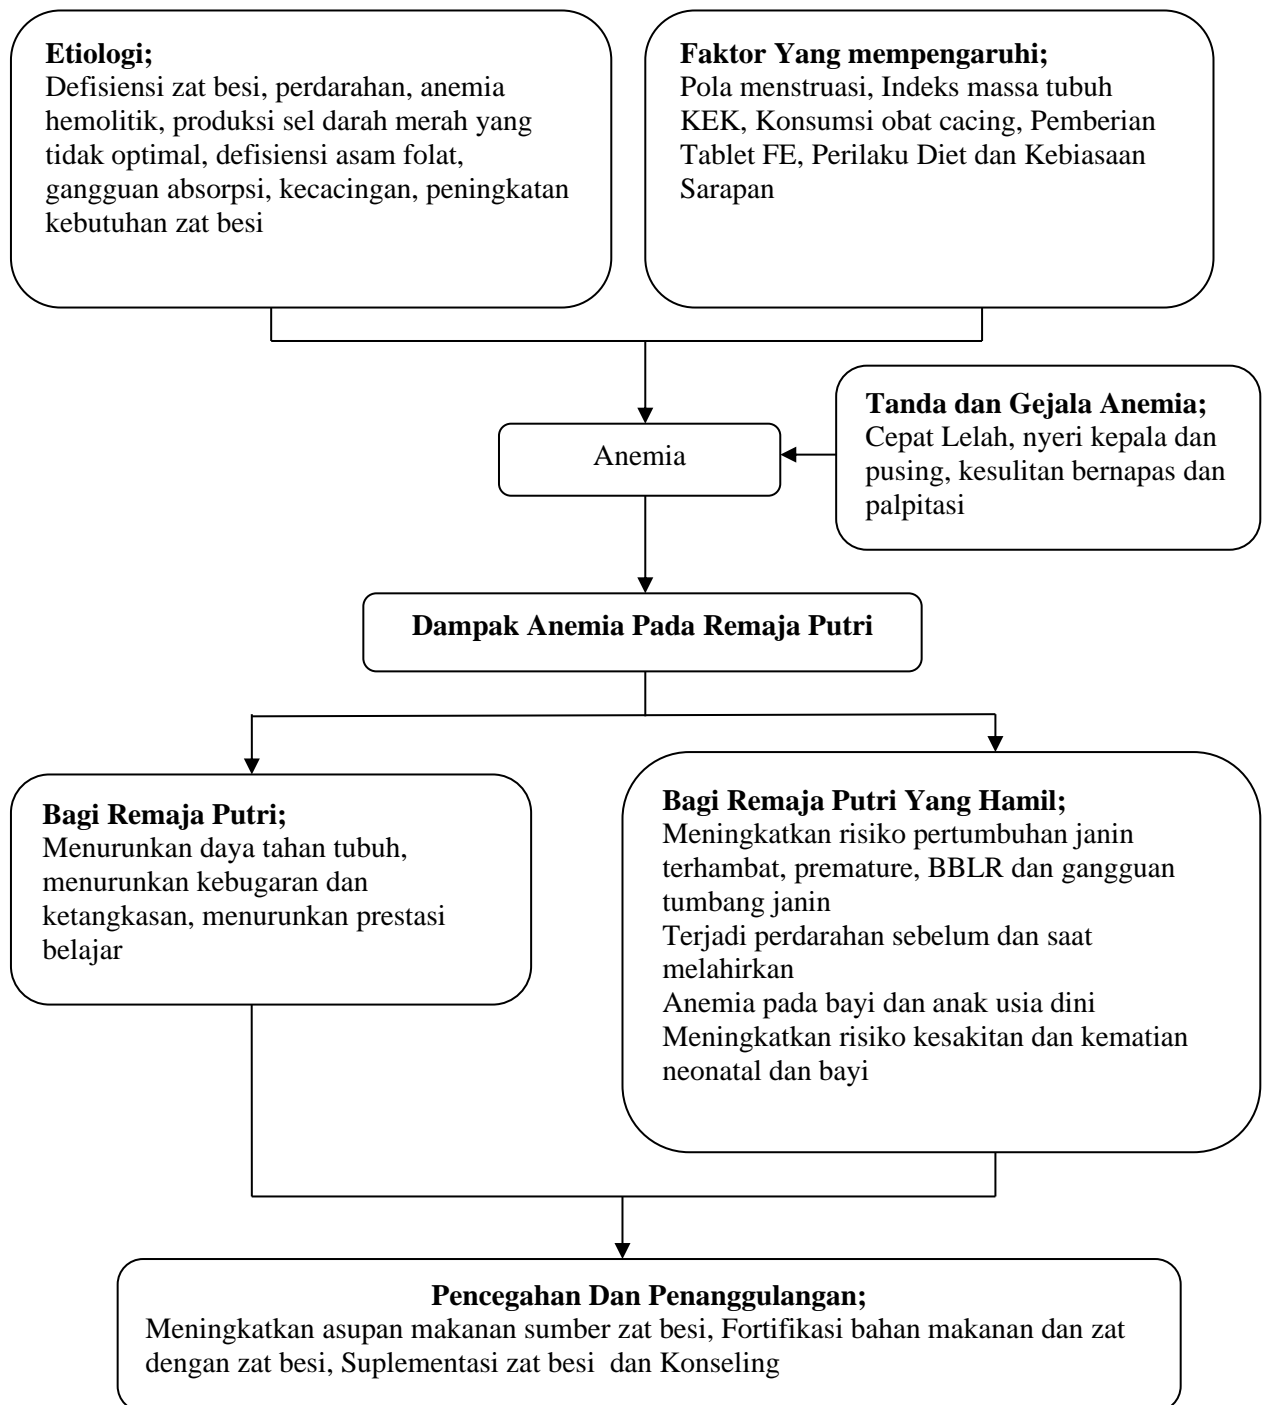 Etiologi;
Defisiensi zat besi, perdarahan, anemia
hemolitik, produksi sel darah merah yang
tidak optimal, defisiensi asam folat,
gangguan absorpsi, kecacingan, peningkatan
kebutuhan zat besi
Faktor Yang mempengaruhi;
Pola menstruasi, Indeks massa tubuh
KEK, Konsumsi obat cacing, Pemberian
Tablet FE, Perilaku Diet dan Kebiasaan
Sarapan
Anemia
Tanda dan Gejala Anemia;
Cepat Lelah, nyeri kepala dan
pusing, kesulitan bernapas dan
palpitasi
Dampak Anemia Pada Remaja Putri
Bagi Remaja Putri;
Menurunkan daya tahan tubuh,
menurunkan kebugaran dan
ketangkasan, menurunkan prestasi
belajar
Bagi Remaja Putri Yang Hamil;
Meningkatkan risiko pertumbuhan janin
terhambat, premature, BBLR dan gangguan
tumbang janin
Terjadi perdarahan sebelum dan saat
melahirkan
Anemia pada bayi dan anak usia dini
Meningkatkan risiko kesakitan dan kematian
neonatal dan bayi
Pencegahan Dan Penanggulangan;
Meningkatkan asupan makanan sumber zat besi, Fortifikasi bahan makanan dan zat
dengan zat besi, Suplementasi zat besi  dan Konseling